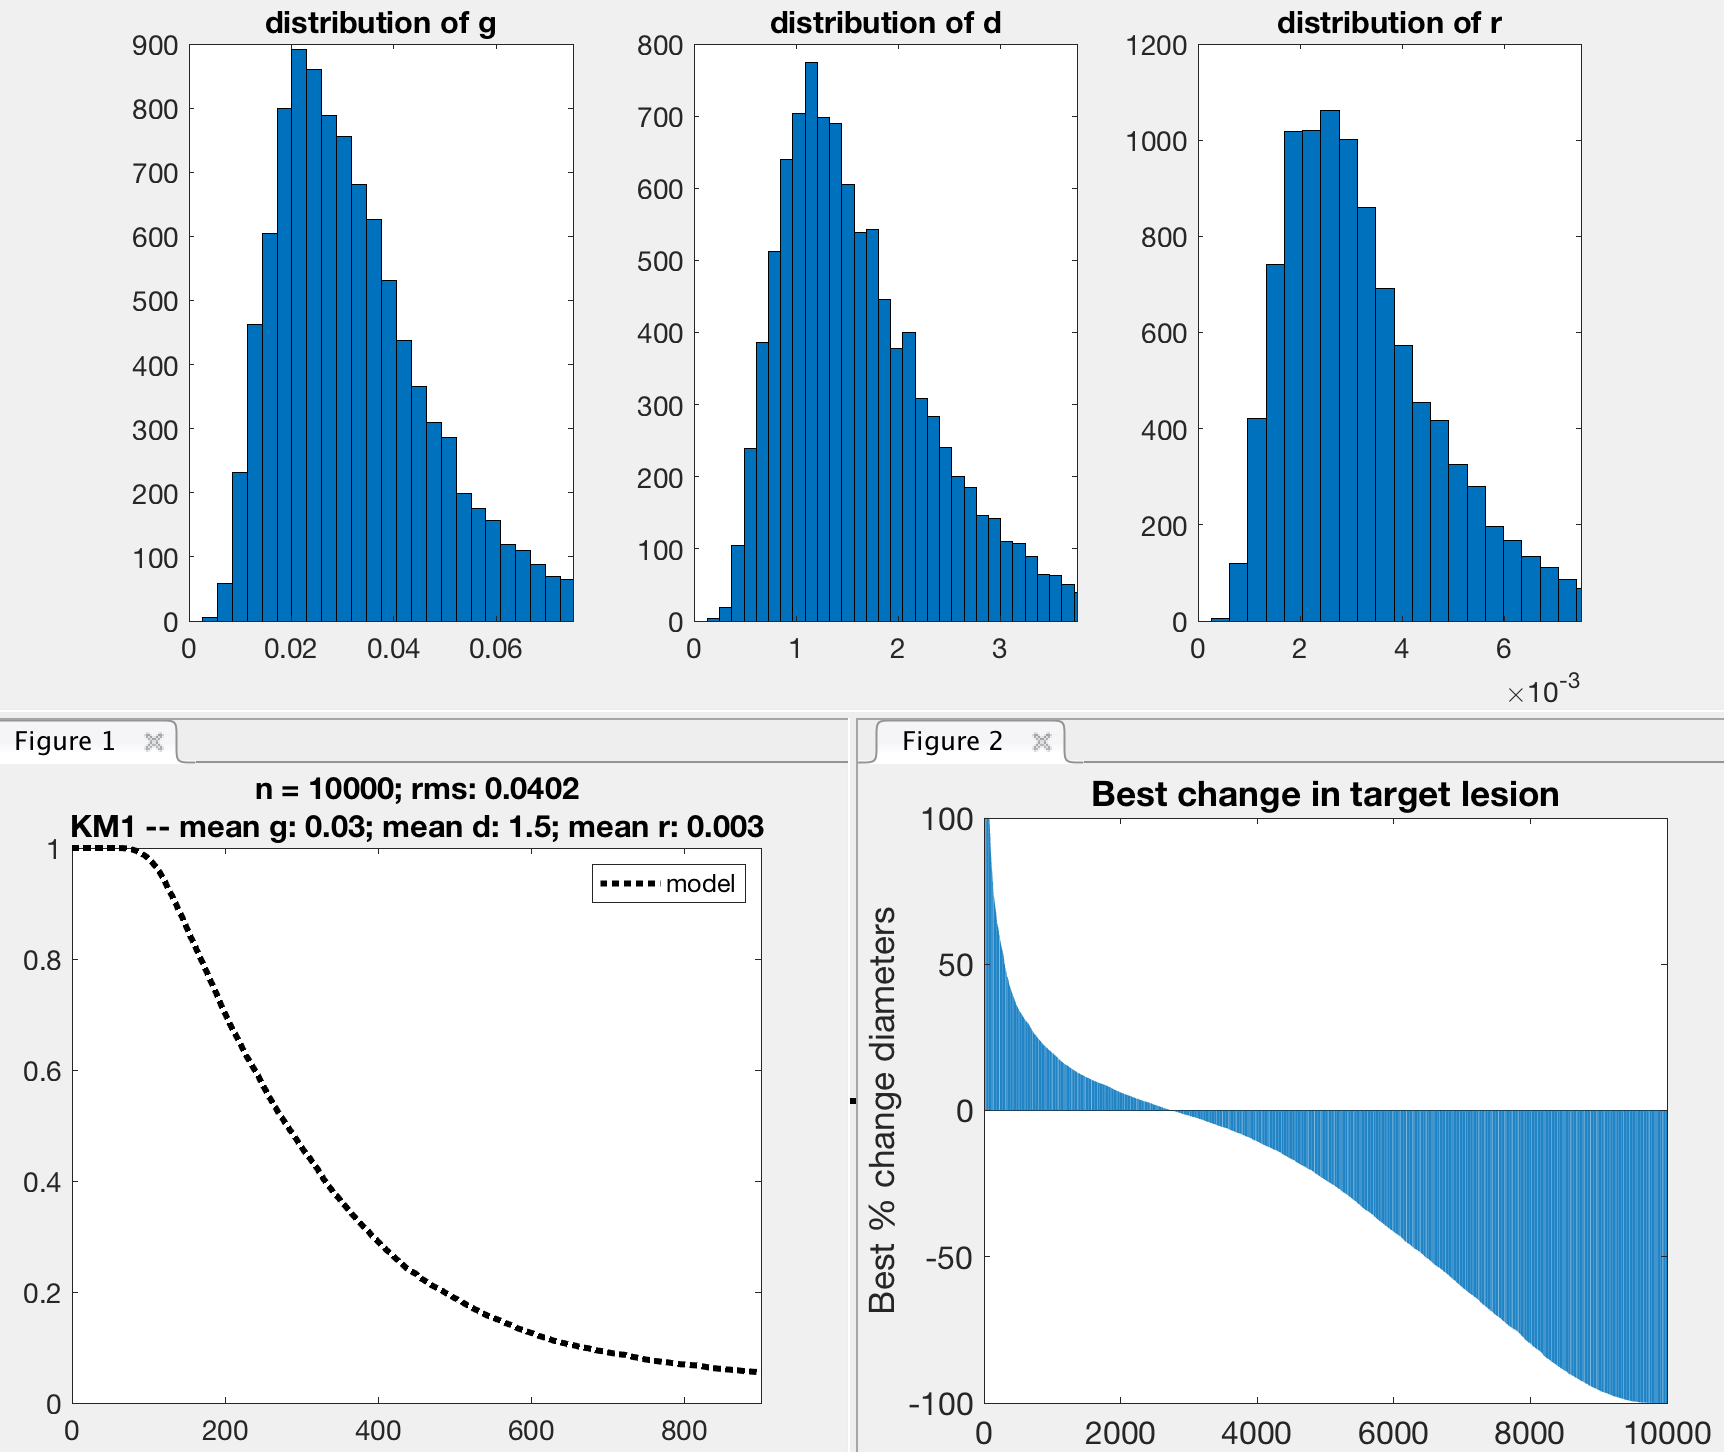 distribution of g
900
800
700
600
500
400
300
200
100
0
0 0.02 0.04 0.06
distribution of d
800
700
600
500
400
300
200
100
0
0 1 2 3
distribution of r
1200
1000
800
600
400
200
0
0 2 4 6
×10-3
Figure 1
n = 10000; rms: 0.0402
KM1 -- mean g: 0.03; mean d: 1.5; mean r: 0.003
model
1
0.8
0.6
0.4
0.2
0
0 200 400 600 800
Figure 2
Best change in target lesion
Best % change diameters
100
50
0
-50
-100
0 2000 4000 6000 8000 10000